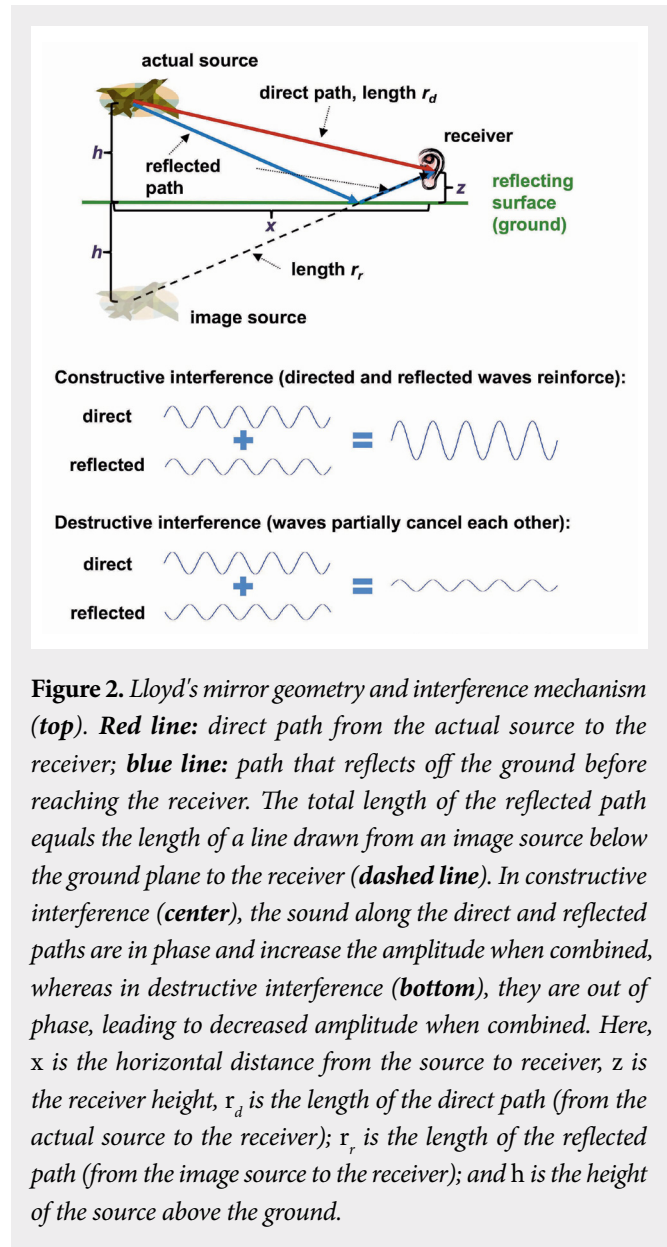 actual source
direct path, length r_d
receiver
h
reflected
path
z
reflecting
surface
(ground)
x
h
length r_r
image source
Constructive interference (directed and reflected waves reinforce):
direct
+
=
reflected
Destructive interference (waves partially cancel each other):
direct
+
=
reflected
Figure 2. Lloyd's mirror geometry and interference mechanism
(top). Red line: direct path from the actual source to the
receiver; blue line: path that reflects off the ground before
reaching the receiver. The total length of the reflected path
equals the length of a line drawn from an image source below
the ground plane to the receiver (dashed line). In constructive
interference (center), the sound along the direct and reflected
paths are in phase and increase the amplitude when combined,
whereas in destructive interference (bottom), they are out of
phase, leading to decreased amplitude when combined. Here,
x is the horizontal distance from the source to receiver, z is
the receiver height, r_d is the length of the direct path (from the
actual source to the receiver); r_r is the length of the reflected
path (from the image source to the receiver); and h is the height
of the source above the ground.